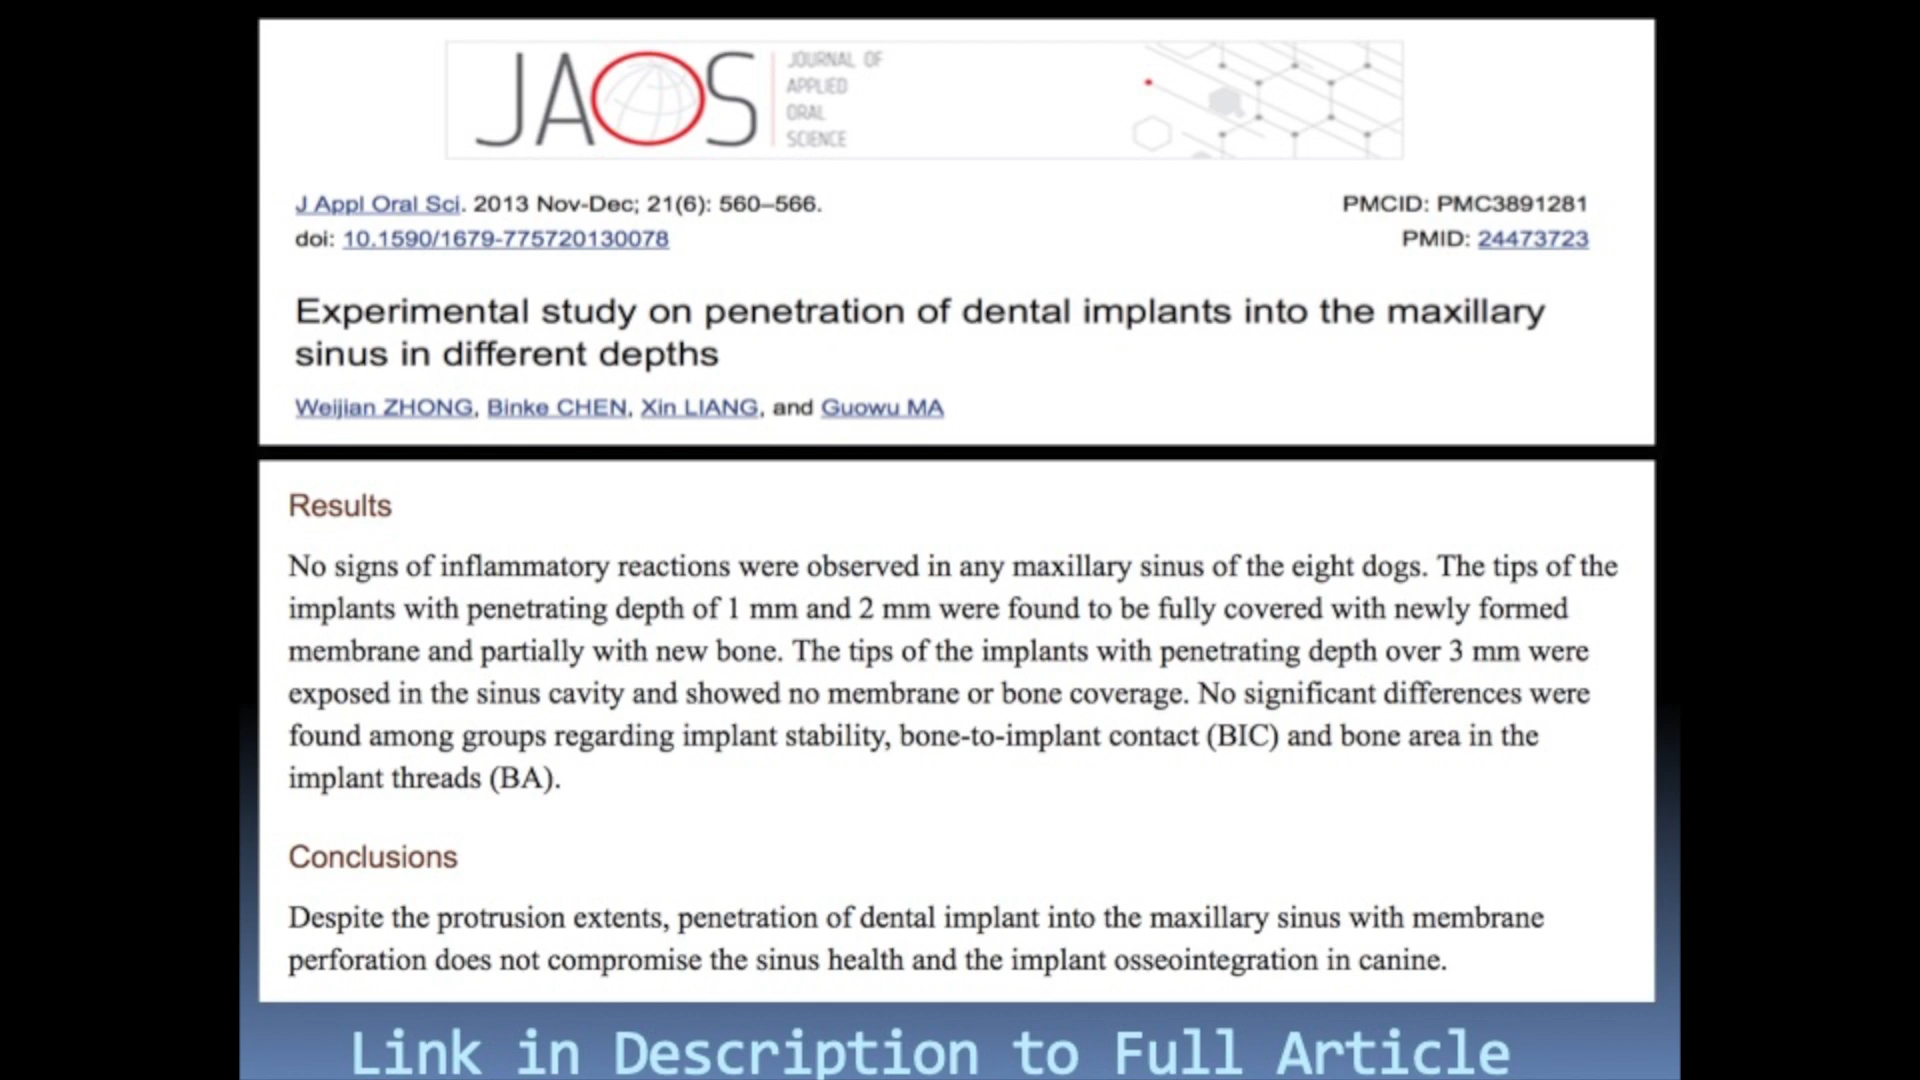 JAOS
JOURNAL OF
APPLIED
ORAL
SCIENCE
J Appl Oral Sci. 2013 Nov-Dec; 21(6): 560–566.
PMCID: PMC3891281
doi: 10.1590/1679-775720130078
PMID: 24473723
Experimental study on penetration of dental implants into the maxillary
sinus in different depths
Weijian ZHONG, Binke CHEN, Xin LIANG, and Guowu MA
Results
No signs of inflammatory reactions were observed in any maxillary sinus of the eight dogs. The tips of the
implants with penetrating depth of 1 mm and 2 mm were found to be fully covered with newly formed
membrane and partially with new bone. The tips of the implants with penetrating depth over 3 mm were
exposed in the sinus cavity and showed no membrane or bone coverage. No significant differences were
found among groups regarding implant stability, bone-to-implant contact (BIC) and bone area in the
implant threads (BA).
Conclusions
Despite the protrusion extents, penetration of dental implant into the maxillary sinus with membrane
perforation does not compromise the sinus health and the implant osseointegration in canine.
Link in Description to Full Article